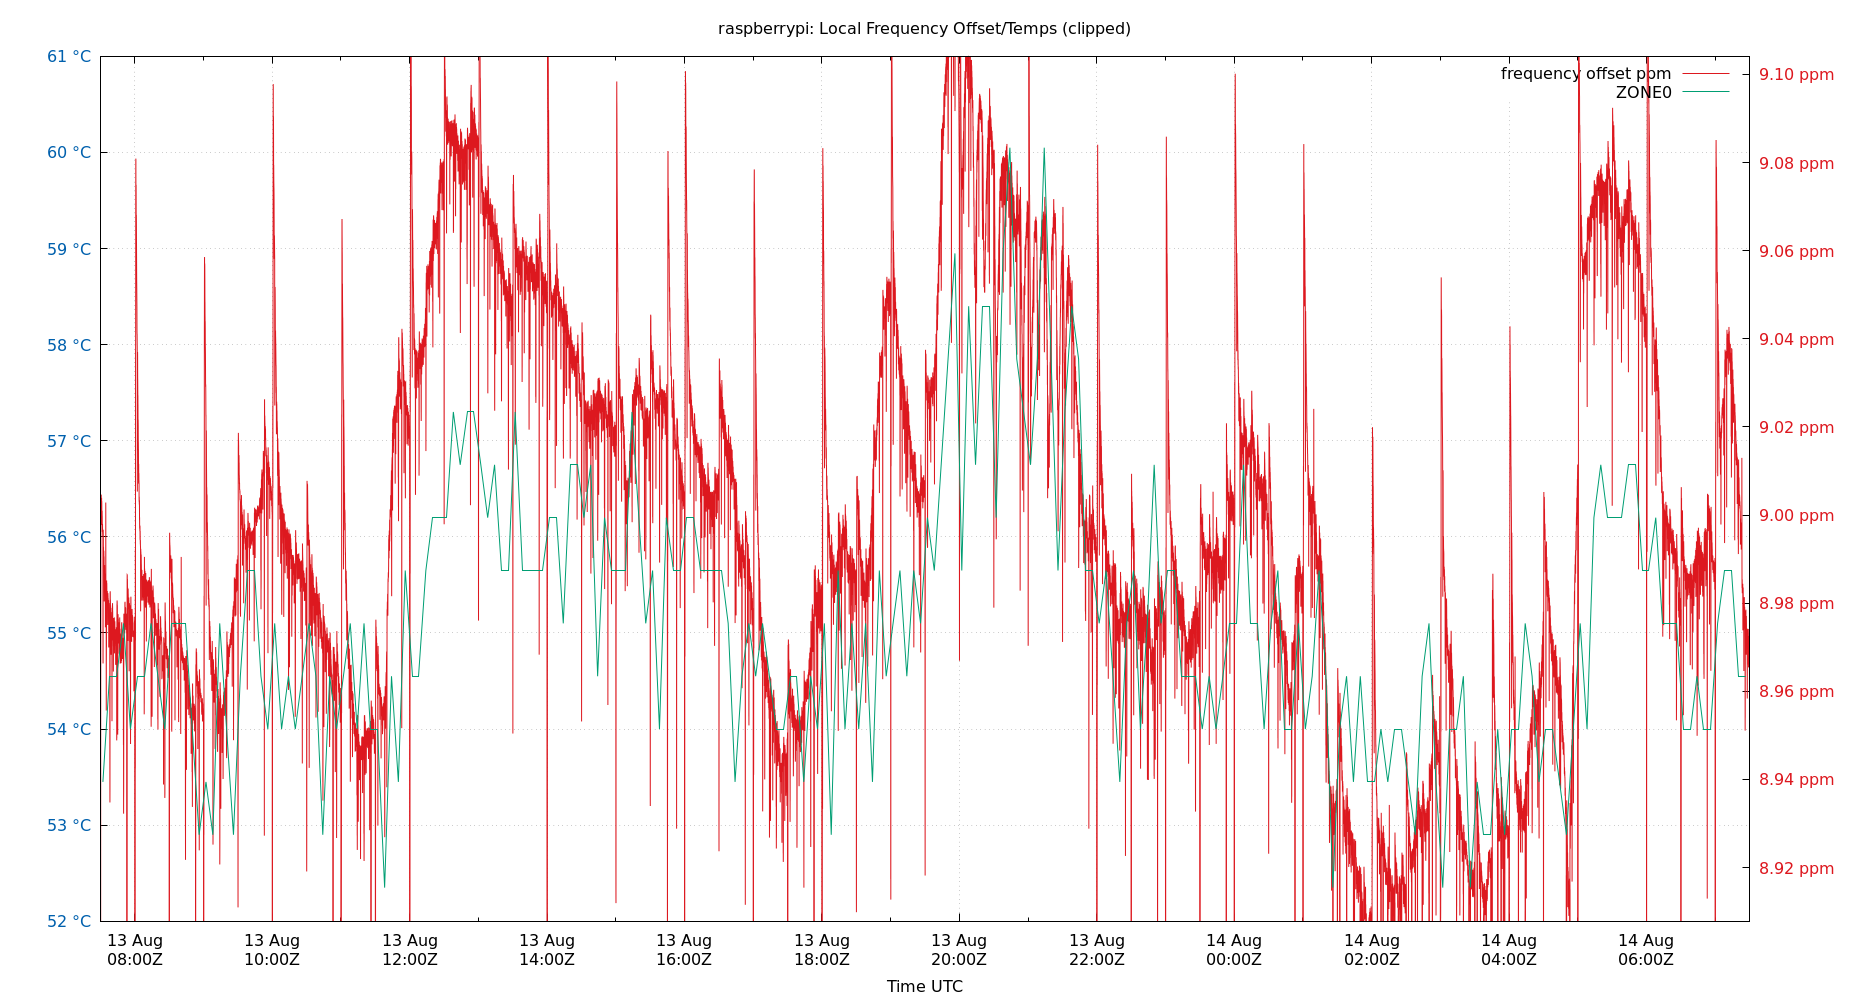 raspberrypi: Local Frequency Offset/Temps (clipped)
61 °C
60 °C
59 °C
58 °C
57 °C
56 °C
55 °C
54 °C
53 °C
52 °C
frequency offset ppm
ZONE0
9.10 ppm
9.08 ppm
9.06 ppm
9.04 ppm
9.02 ppm
9.00 ppm
8.98 ppm
8.96 ppm
8.94 ppm
8.92 ppm
13 Aug 13 Aug 13 Aug 13 Aug 13 Aug 13 Aug 13 Aug 13 Aug 14 Aug 14 Aug 14 Aug 14 Aug
08:00Z 10:00Z 12:00Z 14:00Z 16:00Z 18:00Z 20:00Z 22:00Z 00:00Z 02:00Z 04:00Z 06:00Z
Time UTC